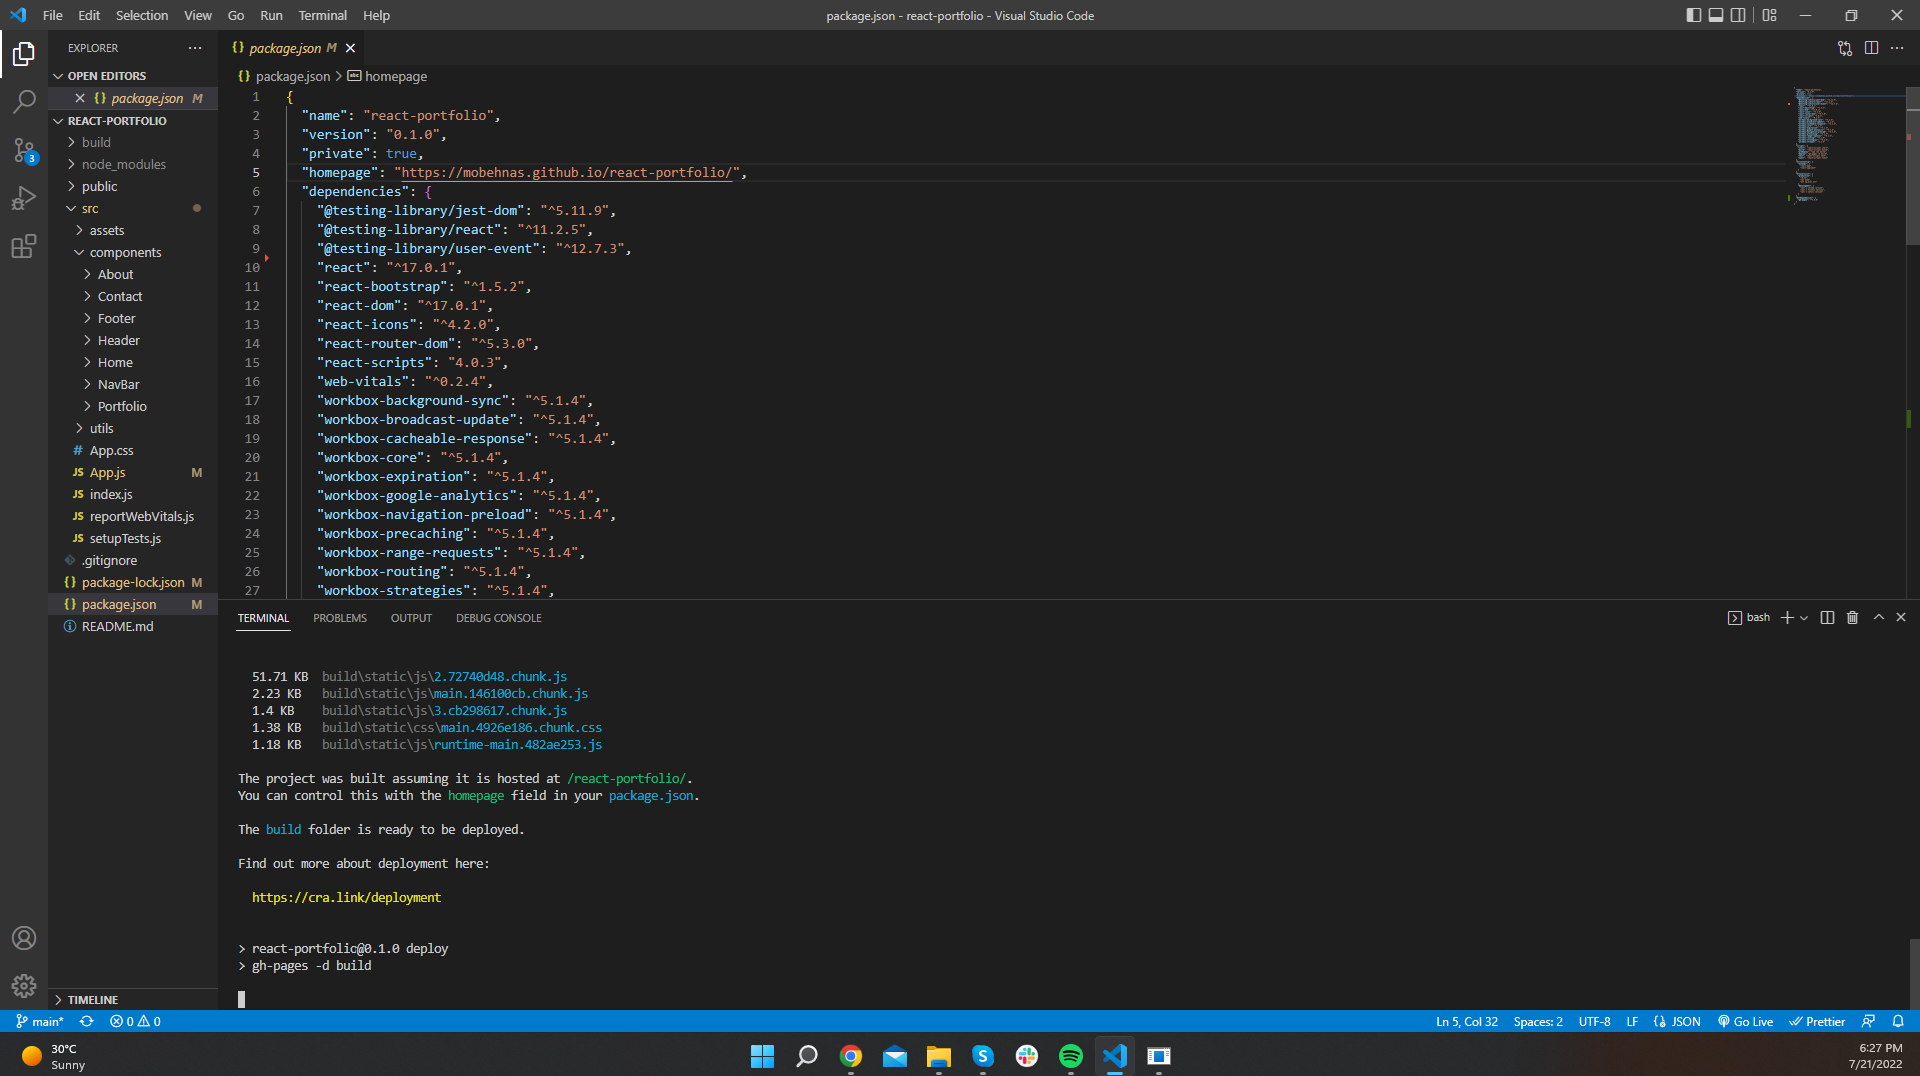 File Edit Selection View Go Run Terminal Help
package.json - react-portfolio - Visual Studio Code
EXPLORER
OPEN EDITORS
{} package.json M
REACT-PORTFOLIO
build
node_modules
public
src
assets
components
About
Contact
Footer
Header
Home
NavBar
Portfolio
utils
# App.css
JS App.js M
JS index.js
JS reportWebVitals.js
JS setupTests.js
.gitignore
{} package-lock.json M
{} package.json M
README.md
TIMELINE
3
{} package.json M
{} package.json > homepage
1 {
2 "name": "react-portfolio",
3 "version": "0.1.0",
4 "private": true,
5 "homepage": "https://mobehnas.github.io/react-portfolio/",
6 "dependencies": {
7 "@testing-library/jest-dom": "^5.11.9",
8 "@testing-library/react": "^11.2.5",
9 "@testing-library/user-event": "^12.7.3",
10 "react": "^17.0.1",
11 "react-bootstrap": "^1.5.2",
12 "react-dom": "^17.0.1",
13 "react-icons": "^4.2.0",
14 "react-router-dom": "^5.3.0",
15 "react-scripts": "4.0.3",
16 "web-vitals": "^0.2.4",
17 "workbox-background-sync": "^5.1.4",
18 "workbox-broadcast-update": "^5.1.4",
19 "workbox-cacheable-response": "^5.1.4",
20 "workbox-core": "^5.1.4",
21 "workbox-expiration": "^5.1.4",
22 "workbox-google-analytics": "^5.1.4",
23 "workbox-navigation-preload": "^5.1.4",
24 "workbox-precaching": "^5.1.4",
25 "workbox-range-requests": "^5.1.4",
26 "workbox-routing": "^5.1.4",
27 "workbox-strategies": "^5.1.4",
TERMINAL PROBLEMS OUTPUT DEBUG CONSOLE
bash
51.71 KB build\static\js\2.72740d48.chunk.js
2.23 KB build\static\js\main.146100cb.chunk.js
1.4 KB build\static\js\3.cb298617.chunk.js
1.38 KB build\static\css\main.4926e186.chunk.css
1.18 KB build\static\js\runtime-main.482ae253.js
The project was built assuming it is hosted at /react-portfolio/.
You can control this with the homepage field in your package.json.
The build folder is ready to be deployed.
Find out more about deployment here:
https://cra.link/deployment
> react-portfolio@0.1.0 deploy
> gh-pages -d build
main* 0 0
Ln 5, Col 32 Spaces: 2 UTF-8 LF {} JSON Go Live Prettier
30°C
Sunny
6:27 PM
7/21/2022